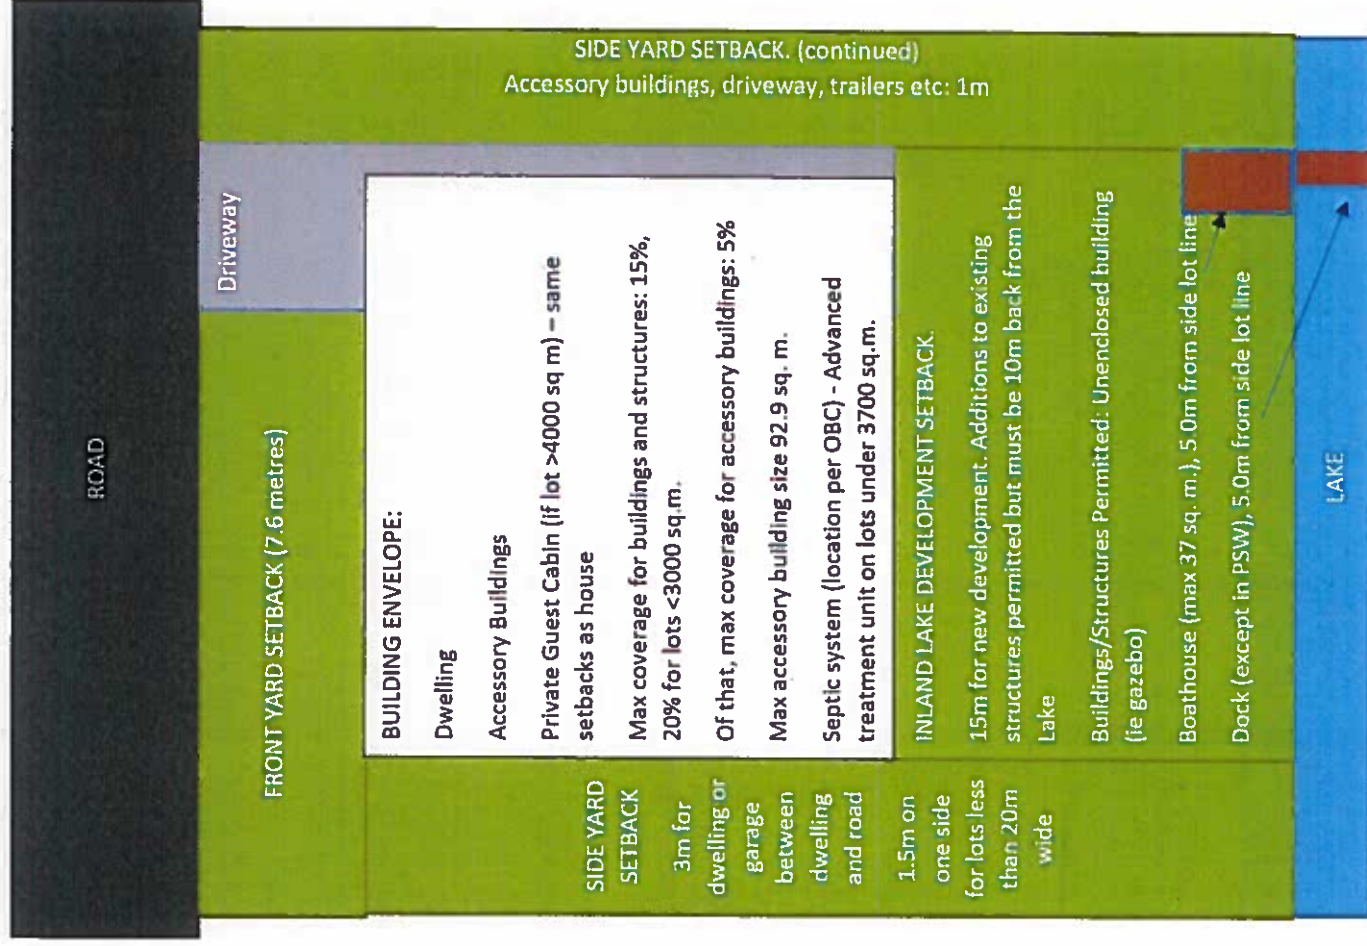 ROAD
FRONT YARD SETBACK (7.6 metres)
Driveway
SIDE YARD SETBACK. (continued)
Accessory buildings, driveway, trailers etc: 1m
BUILDING ENVELOPE:
Dwelling
Accessory Buildings
Private Guest Cabin (if lot >4000 sq m) – same
setbacks as house
Max coverage for buildings and structures: 15%,
20% for lots <3000 sq.m.
Of that, max coverage for accessory buildings: 5%
Max accessory building size 92.9 sq. m.
Septic system (location per OBC) - Advanced
treatment unit on lots under 3700 sq.m.
SIDE YARD
SETBACK
3m for
dwelling or
garage
between
dwelling
and road
1.5m on
one side
for lots less
than 20m
wide
INLAND LAKE DEVELOPMENT SETBACK.
15m for new development. Additions to existing
structures permitted but must be 10m back from the
Lake
Buildings/Structures Permitted: Unenclosed building
(ie gazebo)
Boathouse (max 37 sq. m.), 5.0m from side lot line
Dock (except in PSW), 5.0m from side lot line
LAKE